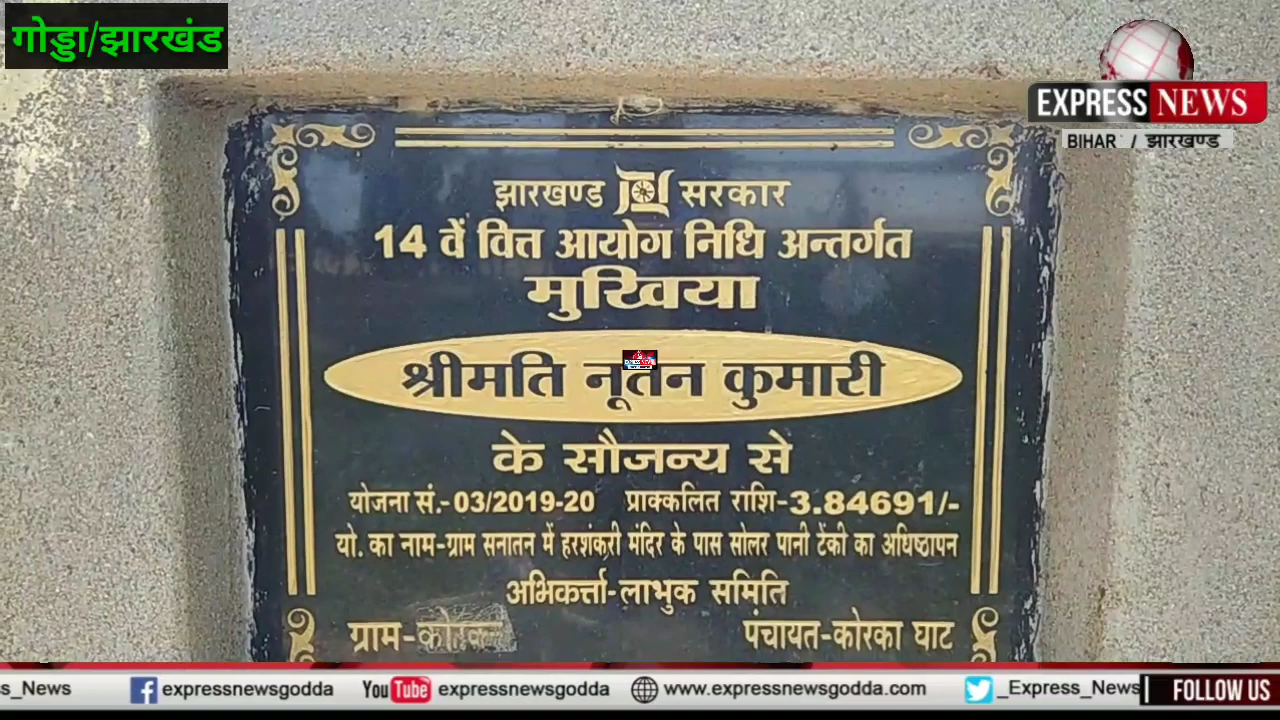 गोड्डा/झारखंड
EXPRESS NEWS
BIHAR / झारखण्ड
झारखण्ड सरकार
14 वें वित्त आयोग निधि अन्तर्गत
मुखिया
श्रीमति नूतन कुमारी
के सौजन्य से
योजना सं.-03/2019-20 प्राक्कलित राशि-3.84691/-
यो. का नाम-ग्राम सनातन में हरशंकरी मंदिर के पास सोलर पानी टेंकी का अधिष्ठापन
अभिकर्त्ता-लाभुक समिति
ग्राम- पंचायत-कोरका घाट
s_News expressnewsgodda YouTube expressnewsgodda www.expressnewsgodda.com _Express_News FOLLOW US